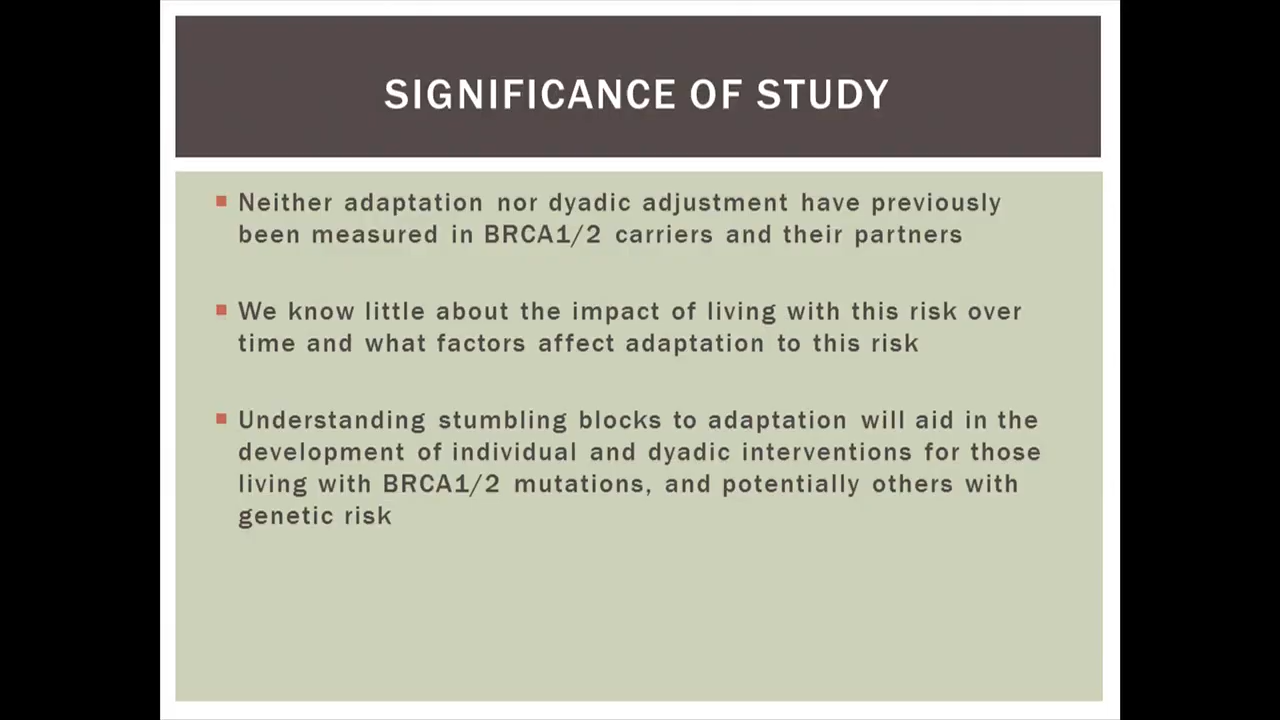 SIGNIFICANCE OF STUDY
Neither adaptation nor dyadic adjustment have previously
been measured in BRCA1/2 carriers and their partners
We know little about the impact of living with this risk over
time and what factors affect adaptation to this risk
Understanding stumbling blocks to adaptation will aid in the
development of individual and dyadic interventions for those
living with BRCA1/2 mutations, and potentially others with
genetic risk